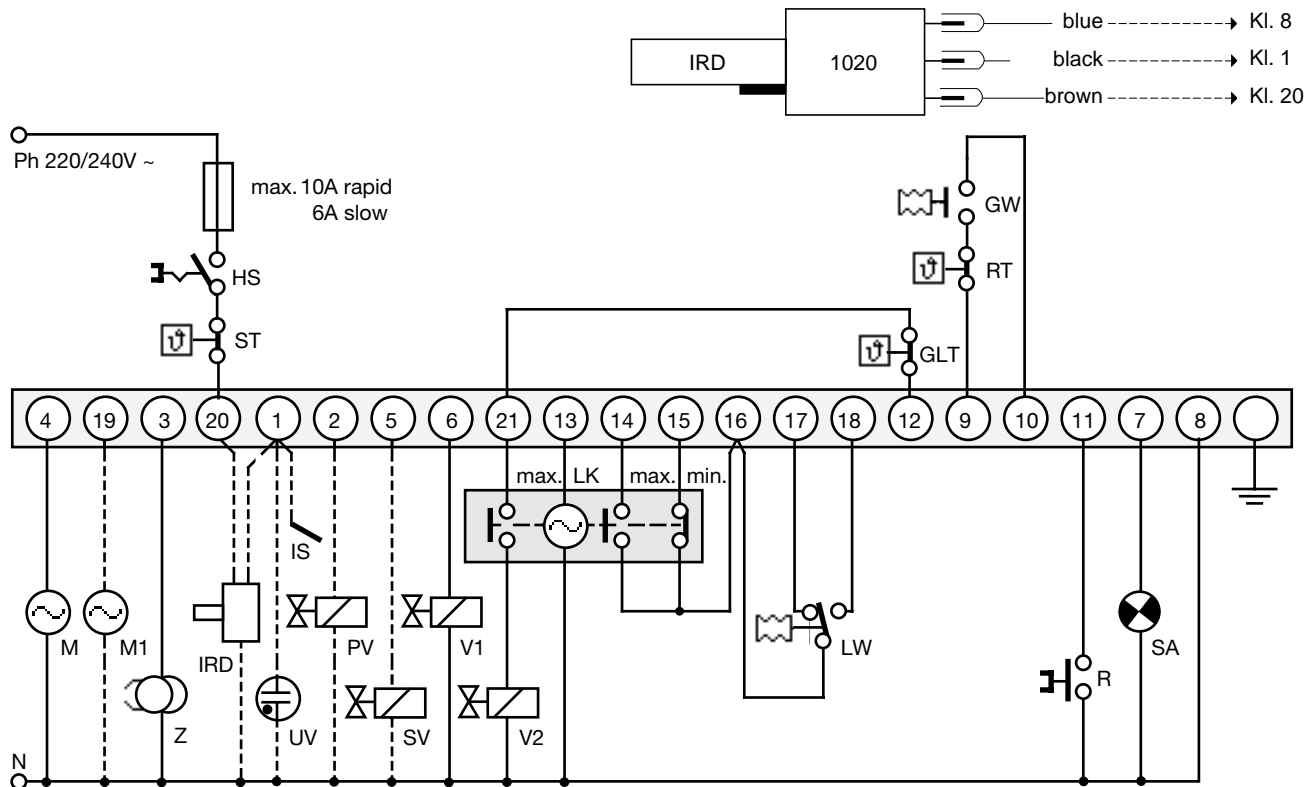 blue Kl. 8
IRD 1020 black Kl. 1
brown Kl. 20
Ph 220/240V ~
max. 10A rapid
6A slow
HS
ST
GW
RT
GLT
4 19 3 20 1 2 5 6 21 13 14 15 16 17 18 12 9 10 11 7 8
max. LK max. min.
IS
M M1 IRD PV V1 LW SA
R
Z UV SV V2
N